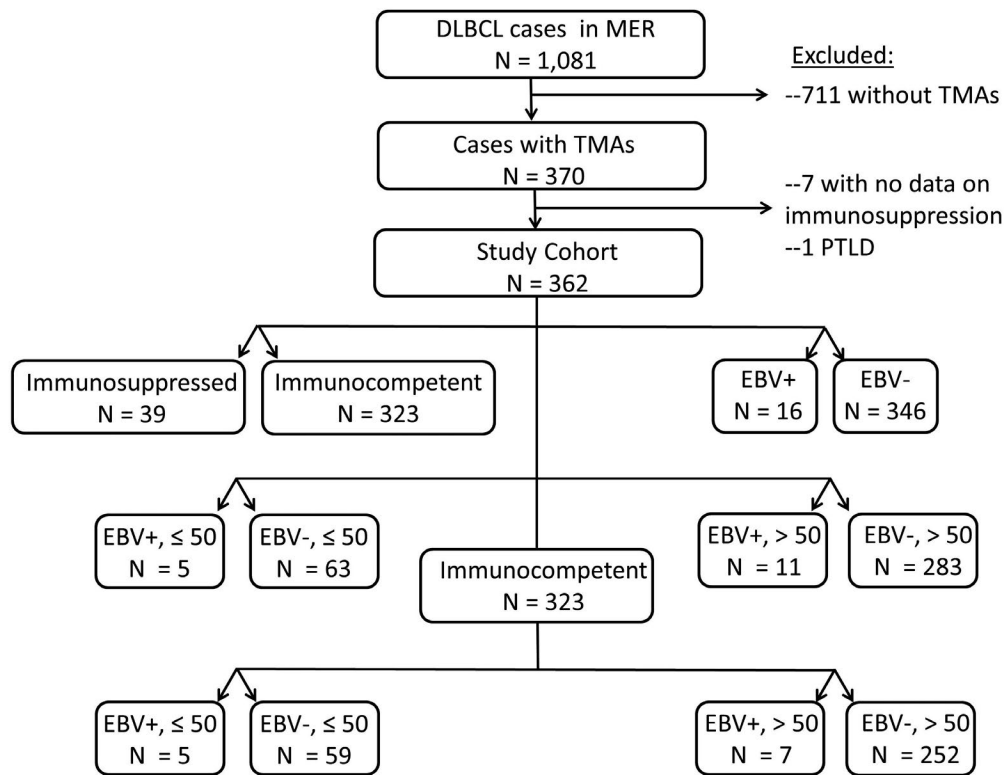 DLBCL cases in MER
N = 1,081
Excluded:
--711 without TMAs
Cases with TMAs
N = 370
--7 with no data on
immunosuppression
--1 PTLD
Study Cohort
N = 362
Immunosuppressed
N = 39
Immunocompetent
N = 323
EBV+
N = 16
EBV-
N = 346
EBV+, ≤ 50
N = 5
EBV-, ≤ 50
N = 63
EBV+, > 50
N = 11
EBV-, > 50
N = 283
Immunocompetent
N = 323
EBV+, ≤ 50
N = 5
EBV-, ≤ 50
N = 59
EBV+, > 50
N = 7
EBV-, > 50
N = 252